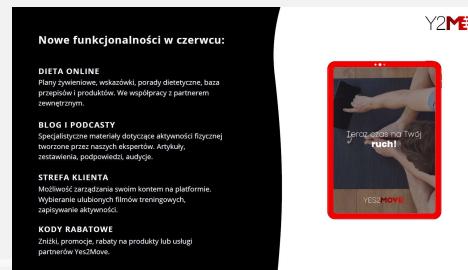 Y2M
Nowe funkcjonalności w czerwcu:
DIETA ONLINE
Plany żywieniowe, wskazówki, porady dietetyczne, baza
przepisów i produktów. We współpracy z partnerem
zewnętrznym.
BLOG I PODCASTY
Specjalistyczne materiały dotyczące aktywności fizycznej
tworzone przez naszych ekspertów. Artykuły,
zestawienia, podpowiedzi, audycje.
STREFA KLIENTA
Możliwość zarządzania swoim kontem na platformie.
Wybieranie ulubionych filmów treningowych,
zapisywanie aktywności.
KODY RABATOWE
Zniżki, promocje, rabaty na produkty lub usługi
partnerów Yes2Move.
Teraz czas na Twój
ruch!
YES2MOVE